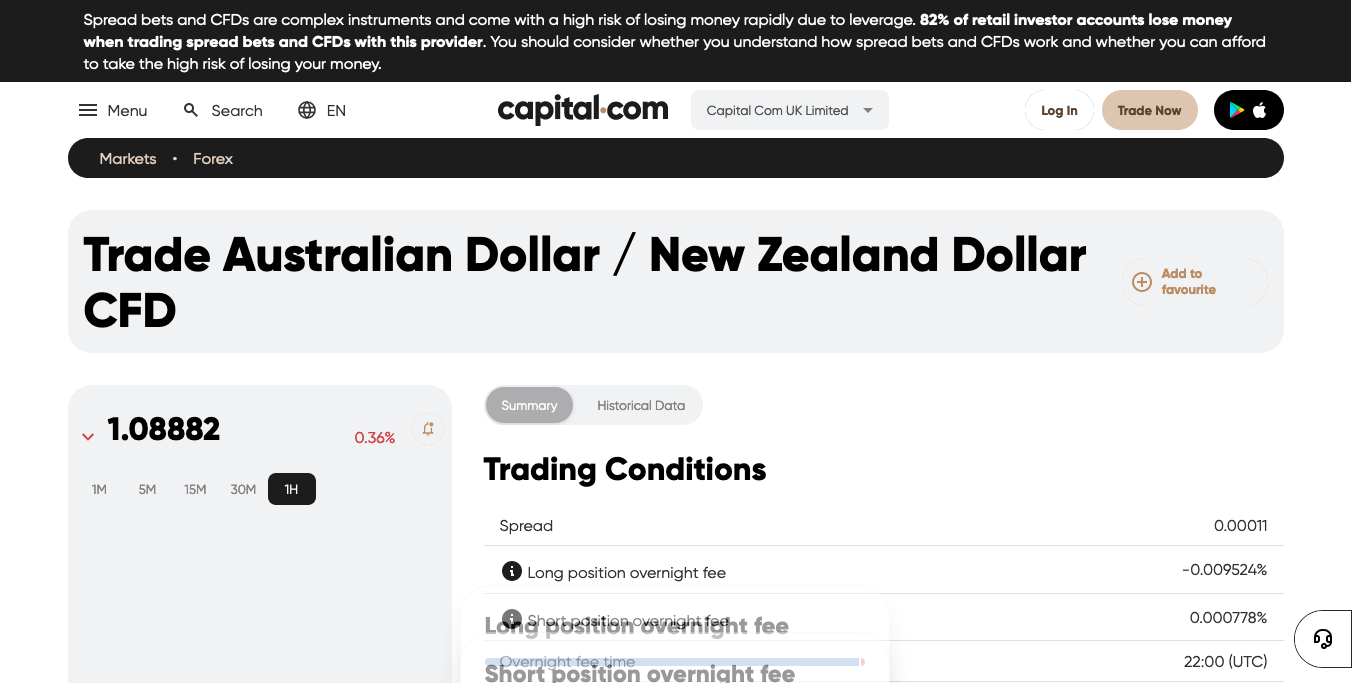 Spread bets and CFDs are complex instruments and come with a high risk of losing money rapidly due to leverage. 82% of retail investor accounts lose money
when trading spread bets and CFDs with this provider. You should consider whether you understand how spread bets and CFDs work and whether you can afford
to take the high risk of losing your money.
Menu Search EN capital.com Capital Com UK Limited Log In Trade Now
Markets • Forex
Trade Australian Dollar / New Zealand Dollar
CFD
Add to
favourite
1.08882 0.36%
1M 5M 15M 30M 1H
Summary Historical Data
Trading Conditions
Spread 0.00011
Long position overnight fee -0.009524%
Short position overnight fee 0.000778%
Long position overnight fee
Overnight fee time 22:00 (UTC)
Short position overnight fee